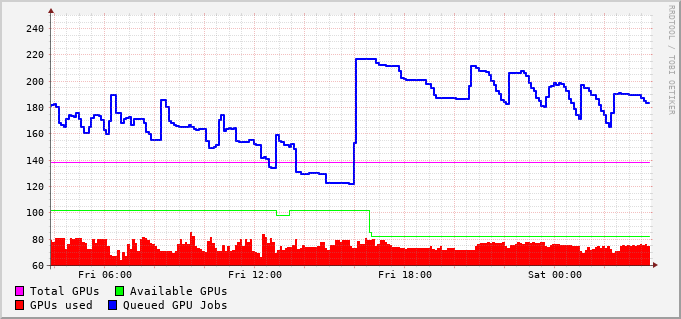 240
220
200
180
160
140
120
100
80
60
Fri 06:00 Fri 12:00 Fri 18:00 Sat 00:00
Total GPUs Available GPUs
GPUs used Queued GPU Jobs
RRDTOOL / TOBI OETIKER